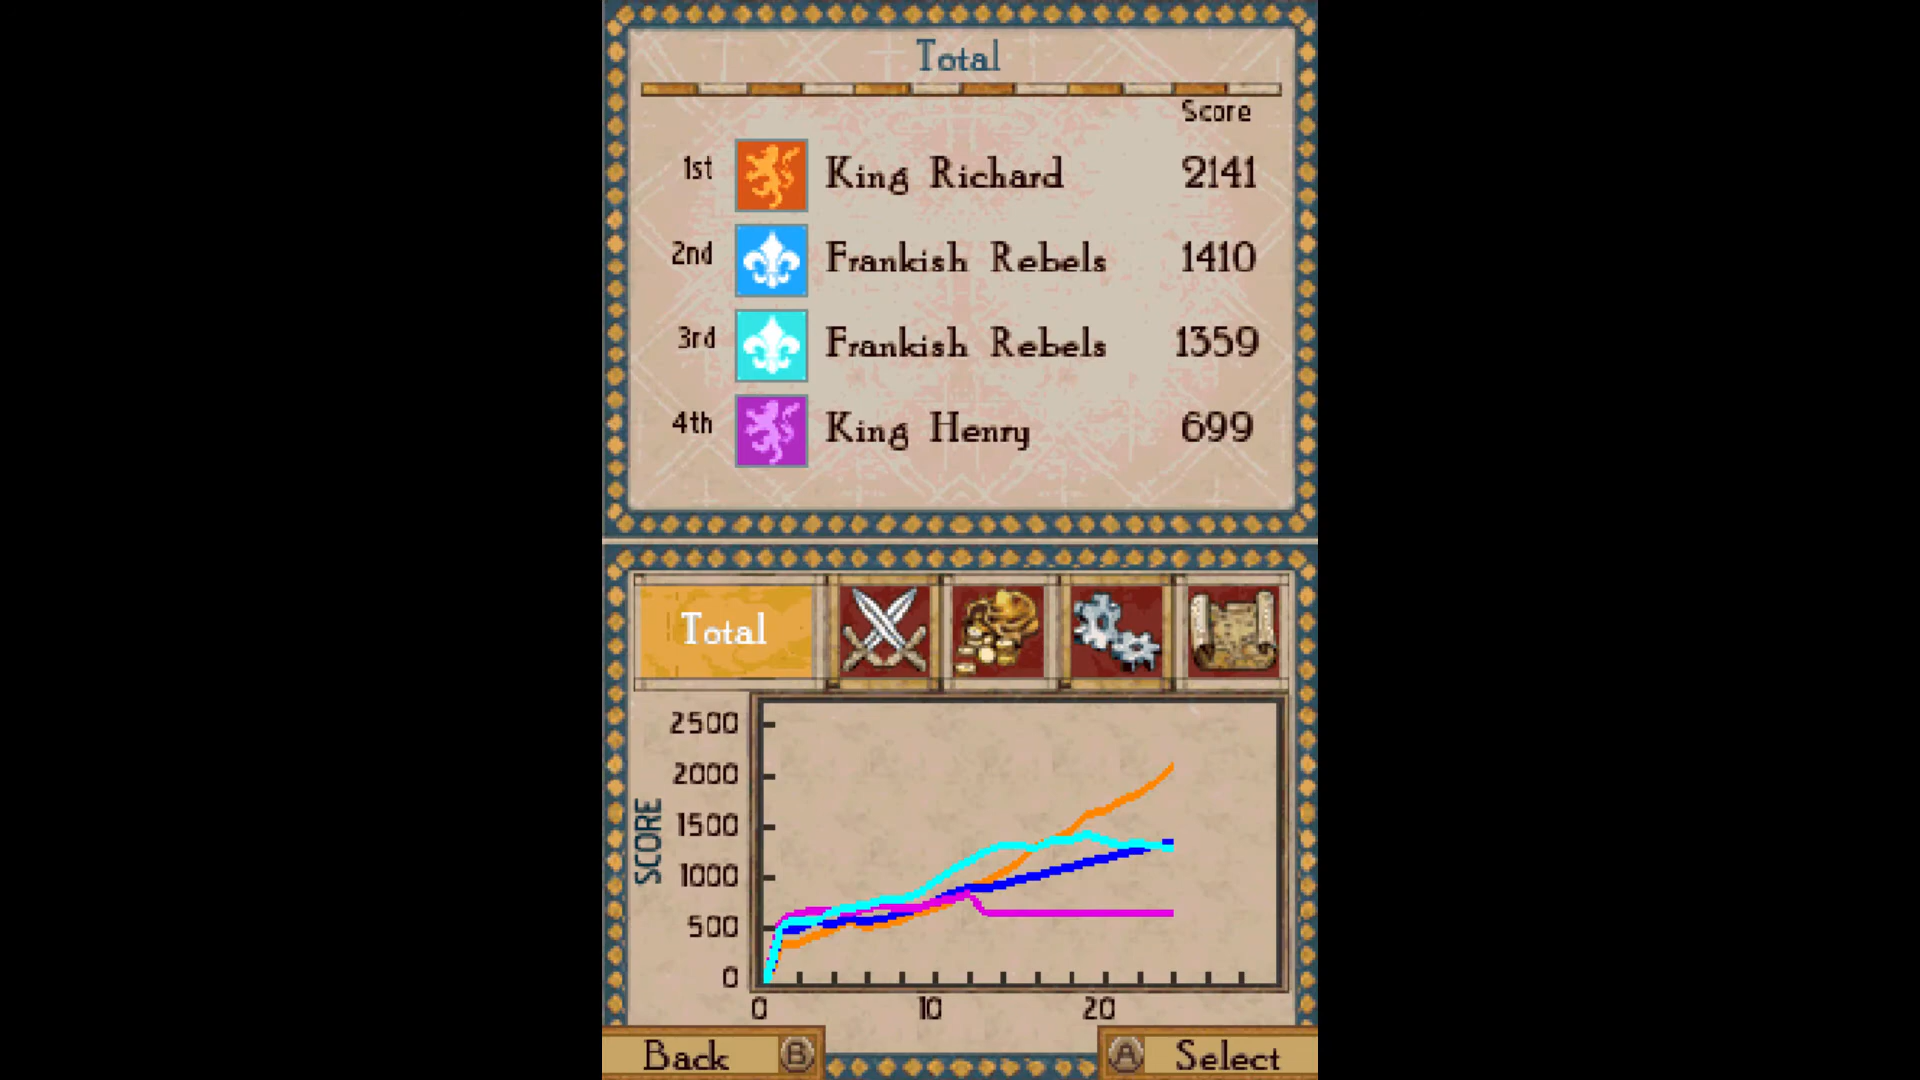 Total
Score
1st King Richard 2141
2nd Frankish Rebels 1410
3rd Frankish Rebels 1359
4th King Henry 699
Total
2500
2000
1500
1000
500
0
SCORE
0 10 20
Back B A Select